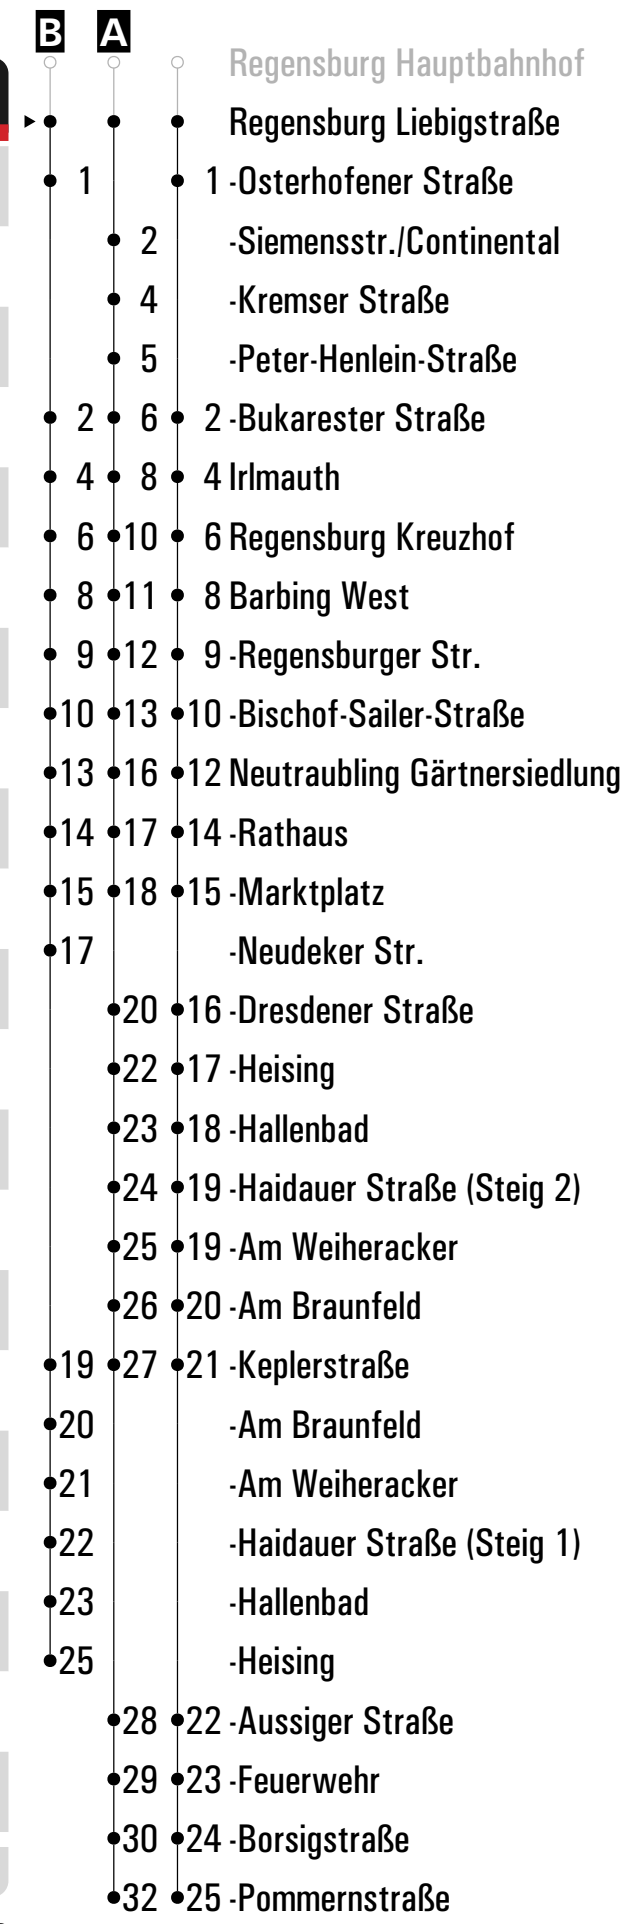 B A
Regensburg Hauptbahnhof
Regensburg Liebigstraße
1 1 -Osterhofener Straße
2 -Siemensstr./Continental
4 -Kremser Straße
5 -Peter-Henlein-Straße
2 6 2 -Bukarester Straße
4 8 4 Irlmauth
6 10 6 Regensburg Kreuzhof
8 11 8 Barbing West
9 12 9 -Regensburger Str.
10 13 10 -Bischof-Sailer-Straße
13 16 12 Neutraubling Gärtnersiedlung
14 17 14 -Rathaus
15 18 15 -Marktplatz
17 -Neudeker Str.
20 16 -Dresdener Straße
22 17 -Heising
23 18 -Hallenbad
24 19 -Haidauer Straße (Steig 2)
25 19 -Am Weiheracker
26 20 -Am Braunfeld
19 27 21 -Keplerstraße
20 -Am Braunfeld
21 -Am Weiheracker
22 -Haidauer Straße (Steig 1)
23 -Hallenbad
25 -Heising
28 22 -Aussiger Straße
29 23 -Feuerwehr
30 24 -Borsigstraße
32 25 -Pommernstraße